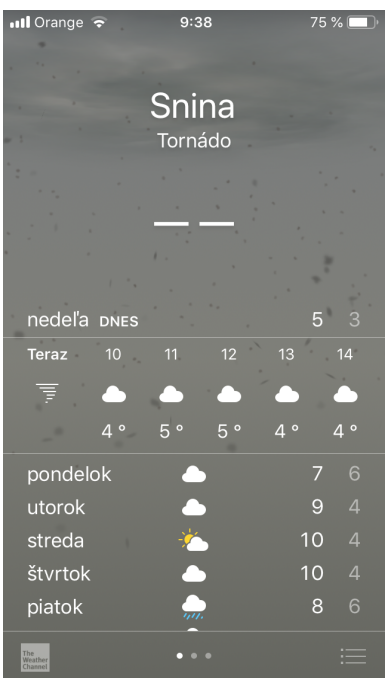 Orange 9:38 75 %
Snina
Tornádo
— —
nedeľa DNES 5 3
Teraz 10 11 12 13 14
4° 5° 5° 4° 4°
pondelok 7 6
utorok 9 4
streda 10 4
štvrtok 10 4
piatok 8 6
The
Weather
Channel